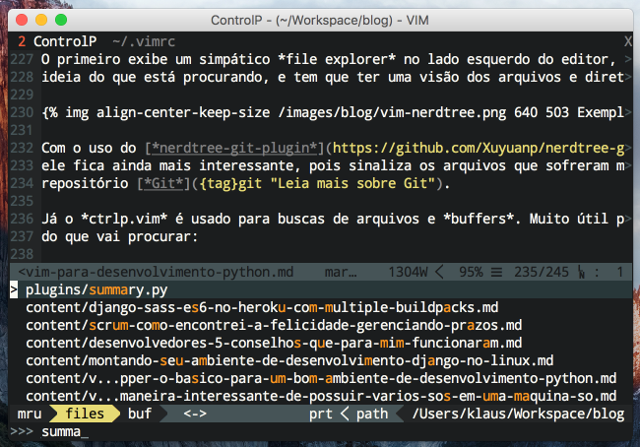 ControlP - (~/Workspace/blog) - VIM
2 ControlP ~/.vimrc X
227 O primeiro exibe um simpático *file explorer* no lado esquerdo do editor, >
228 ideia do que está procurando, e tem que ter uma visão dos arquivos e diret>
229
230 {% img align-center-keep-size /images/blog/vim-nerdtree.png 640 503 Exempl>
231
232 Com o uso do [*nerdtree-git-plugin*](https://github.com/Xuyuanp/nerdtree-g>
233 ele fica ainda mais interessante, pois sinaliza os arquivos que sofreram m>
234 repositório [*Git*]({tag}git "Leia mais sobre Git").
235
236 Já o *ctrlp.vim* é usado para buscas de arquivos e *buffers*. Muito útil p>
237 do que vai procurar:
238
<vim-para-desenvolvimento-python.md mar... 1304W < 95% ☰ 235/245 : 1
> plugins/summary.py
content/django-sass-es6-no-heroku-com-multiple-buildpacks.md
content/scrum-como-encontrei-a-felicidade-gerenciando-prazos.md
content/desenvolvedores-5-conselhos-que-para-mim-funcionaram.md
content/montando-seu-ambiente-de-desenvolvimento-django-no-linux.md
content/v...pper-o-basico-para-um-bom-ambiente-de-desenvolvimento-python.md
content/v...maneira-interessante-de-possuir-varios-sos-em-uma-maquina-so.md
mru files buf <-> prt < path < /Users/klaus/Workspace/blog
>>> summa_